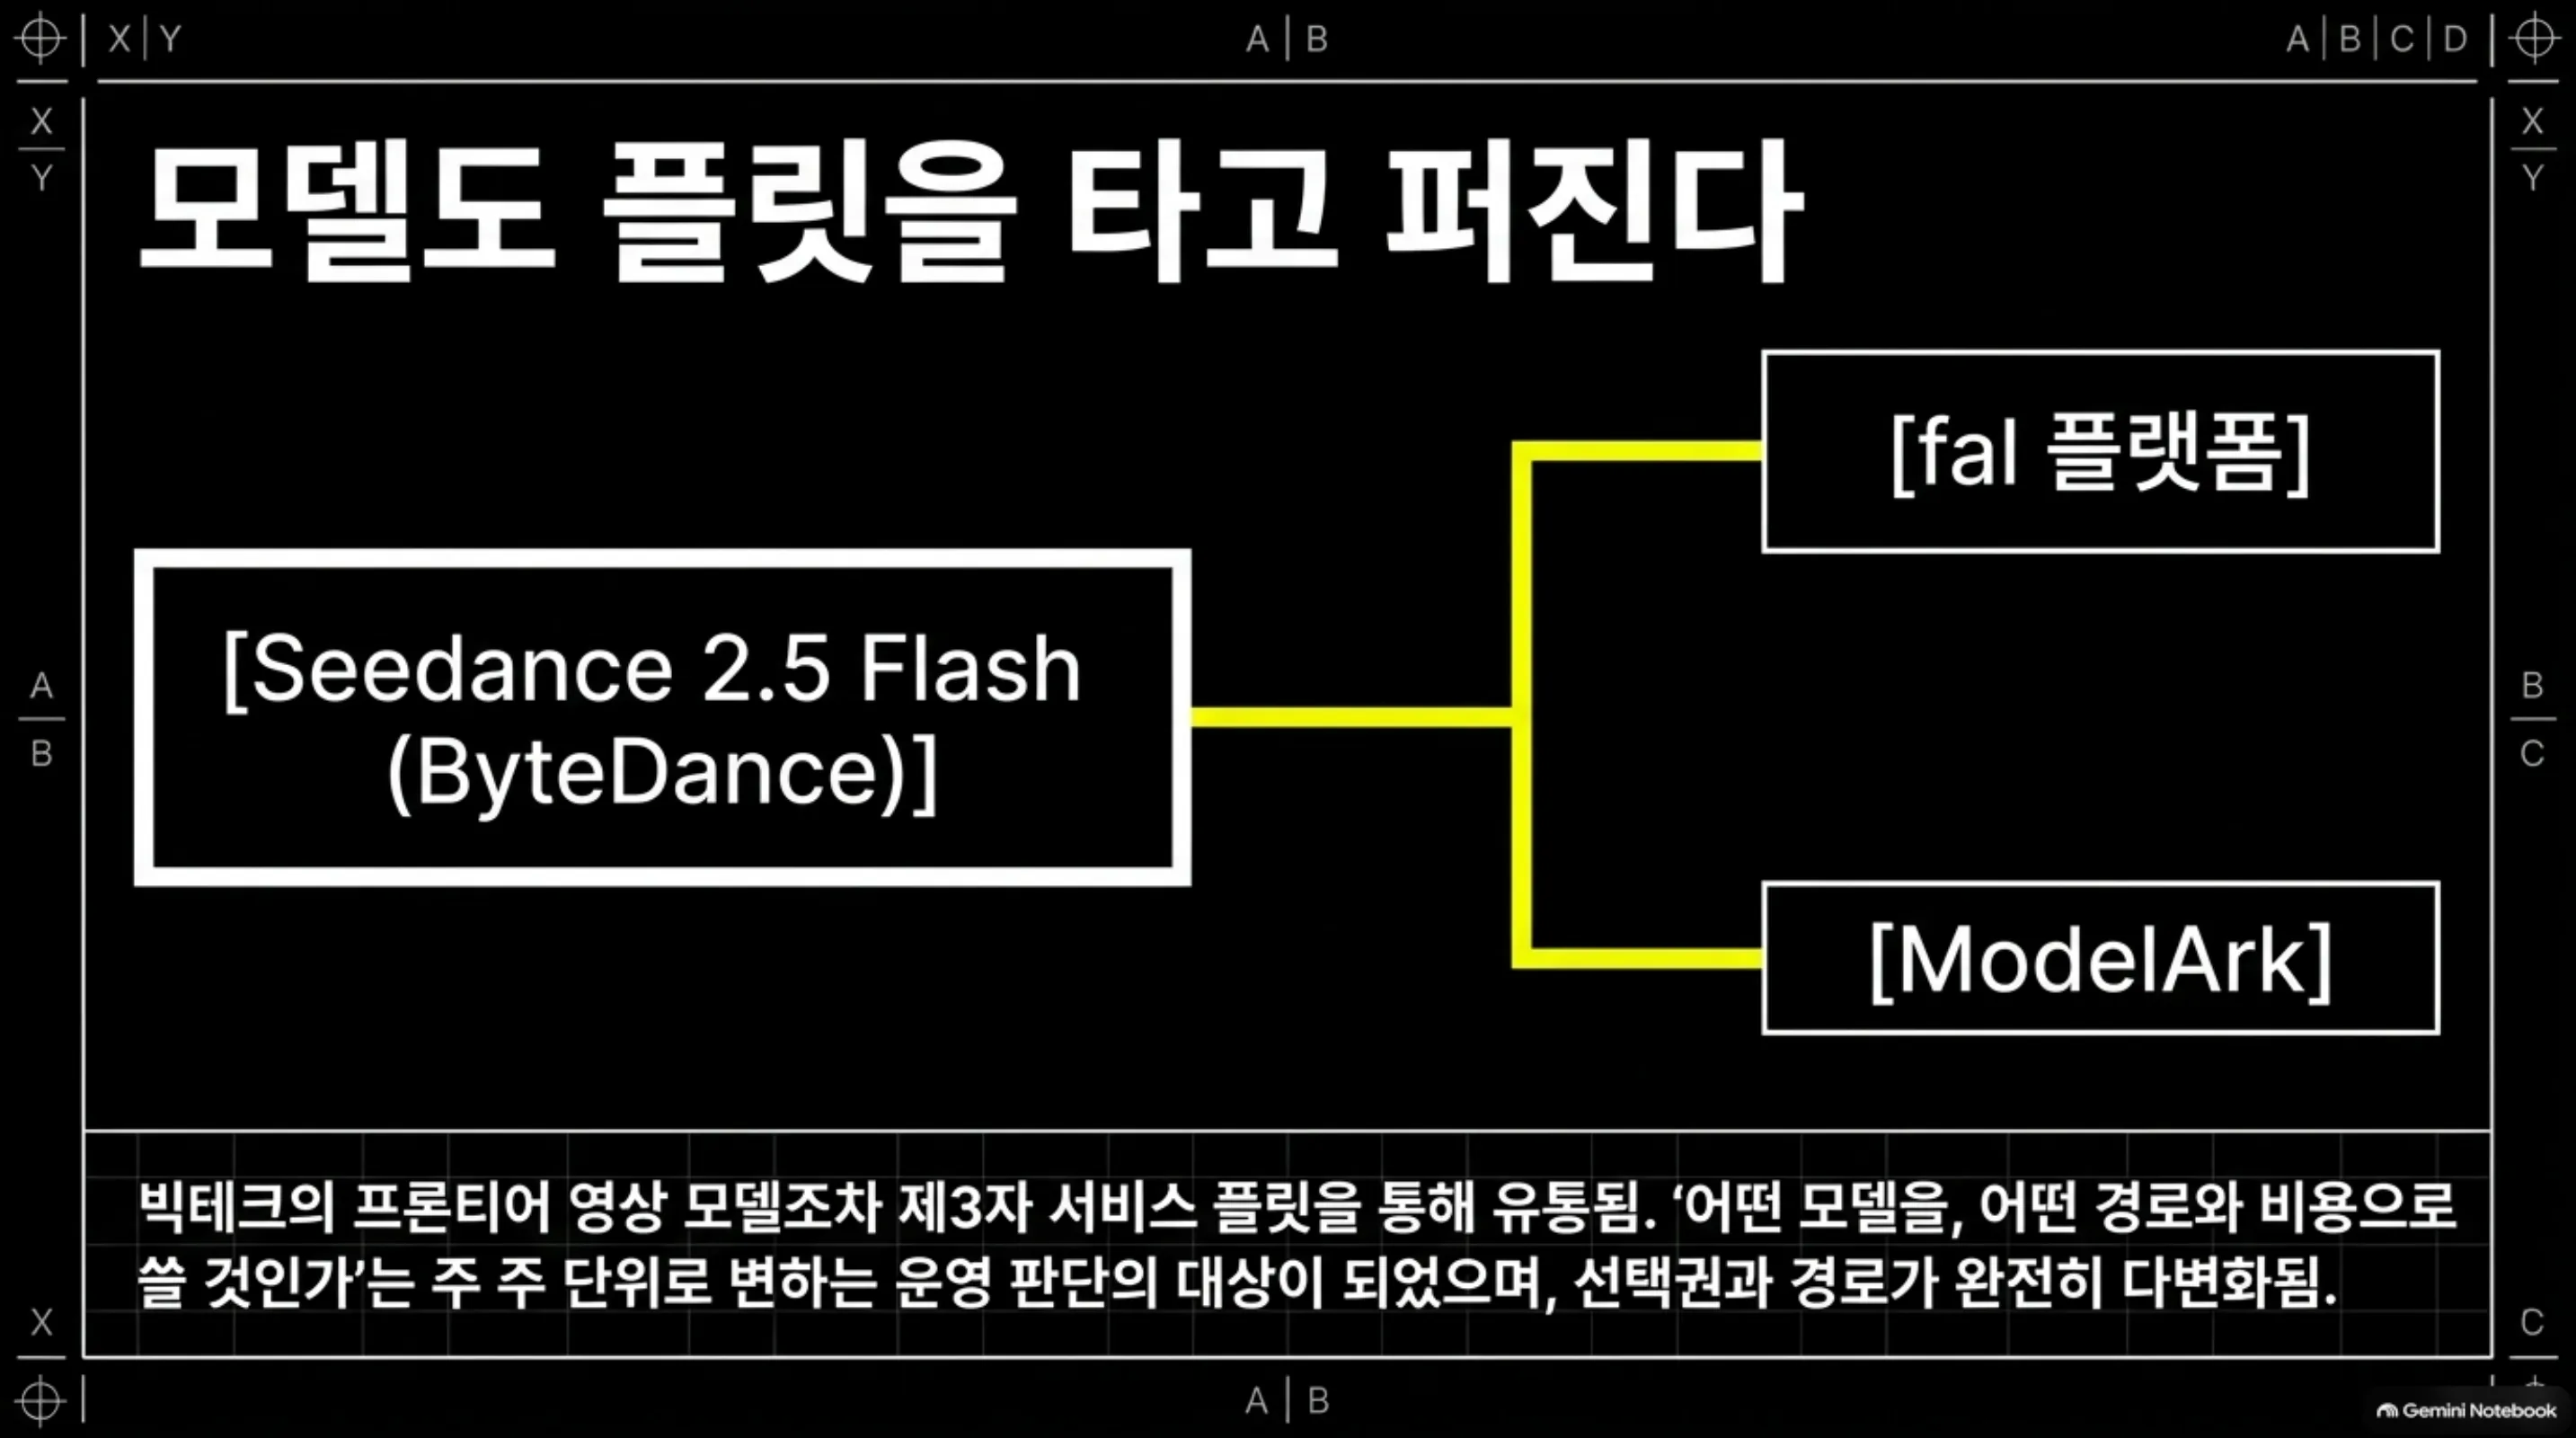 X | Y
A | B
A | B | C | D
X
Y
X
Y
모델도 플릿을 타고 퍼진다
[fal 플랫폼]
[Seedance 2.5 Flash
(ByteDance)]
A
B
B
C
[ModelArk]
빅테크의 프론티어 영상 모델조차 제3자 서비스 플릿을 통해 유통됨. ‘어떤 모델을, 어떤 경로와 비용으로
쓸 것인가’는 주 주 단위로 변하는 운영 판단의 대상이 되었으며, 선택권과 경로가 완전히 다변화됨.
X
C
A | B
Gemini Notebook